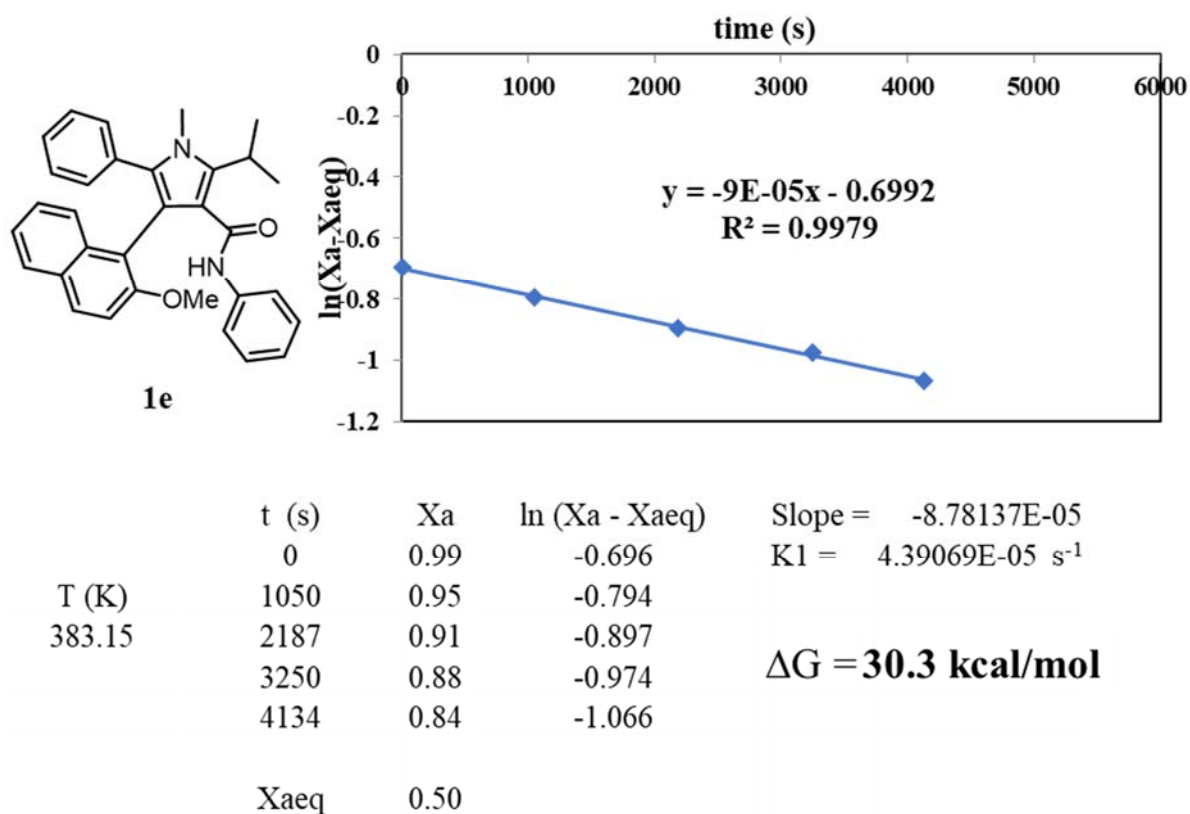 time (s)
0
0 1000 2000 3000 4000 5000 6000
-0.2
-0.4
-0.6
-0.8
-1
-1.2
ln(Xa-Xaeq)
y = -9E-05x - 0.6992
R² = 0.9979
N
O
HN
OMe
1e
t (s) Xa ln (Xa - Xaeq) Slope = -8.78137E-05
0 0.99 -0.696 K1 = 4.39069E-05 s⁻¹
T (K) 1050 0.95 -0.794
383.15 2187 0.91 -0.897
ΔG = 30.3 kcal/mol
3250 0.88 -0.974
4134 0.84 -1.066
Xaeq 0.50